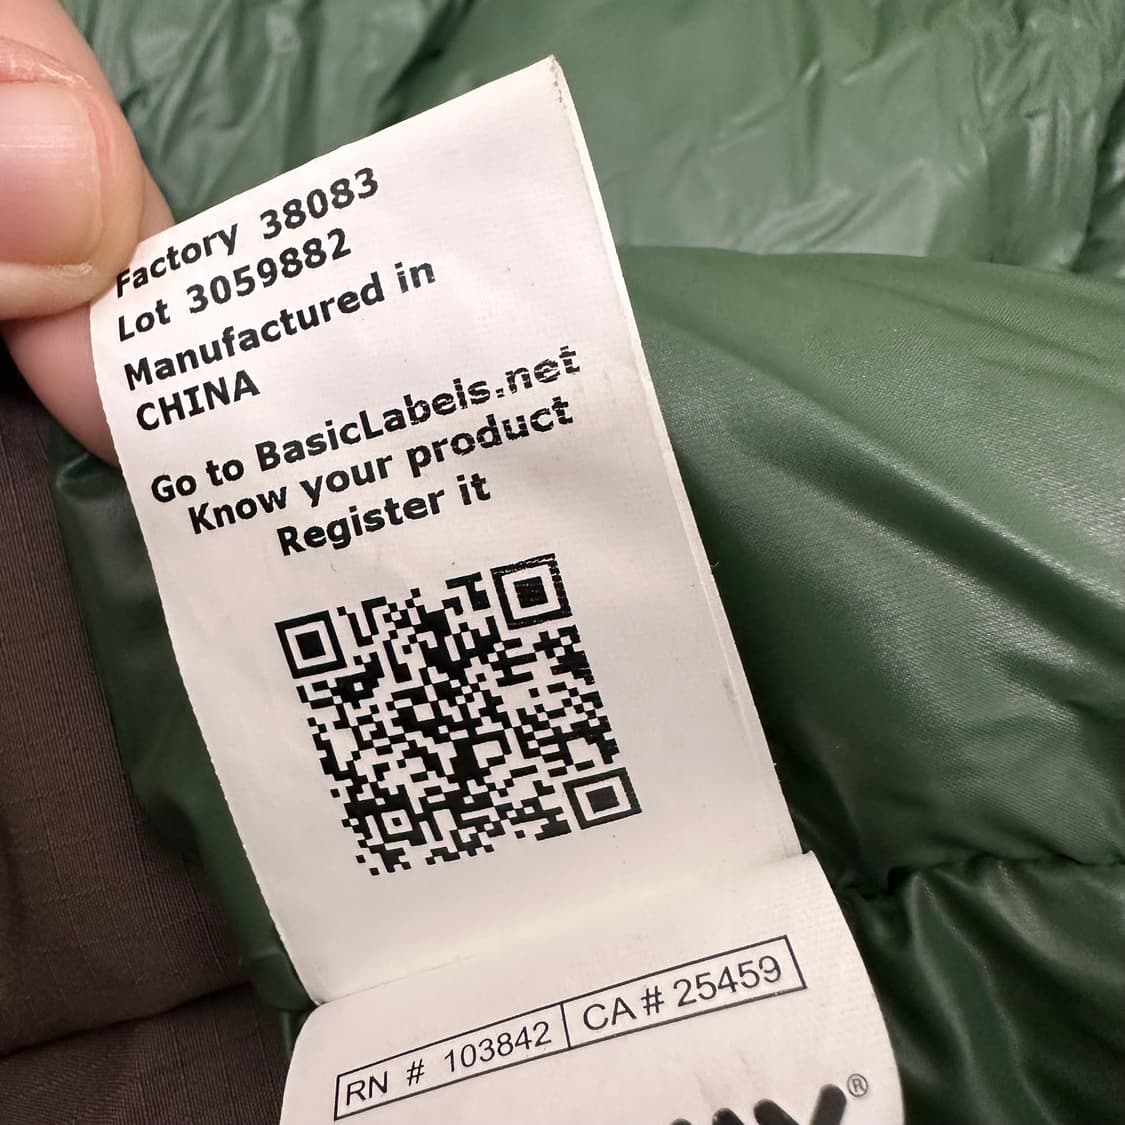 Factory 38083
Lot 3059882
Manufactured in
CHINA
Go to BasicLabels.net
Know your product
Register it
RN # 103842 CA # 25459
®